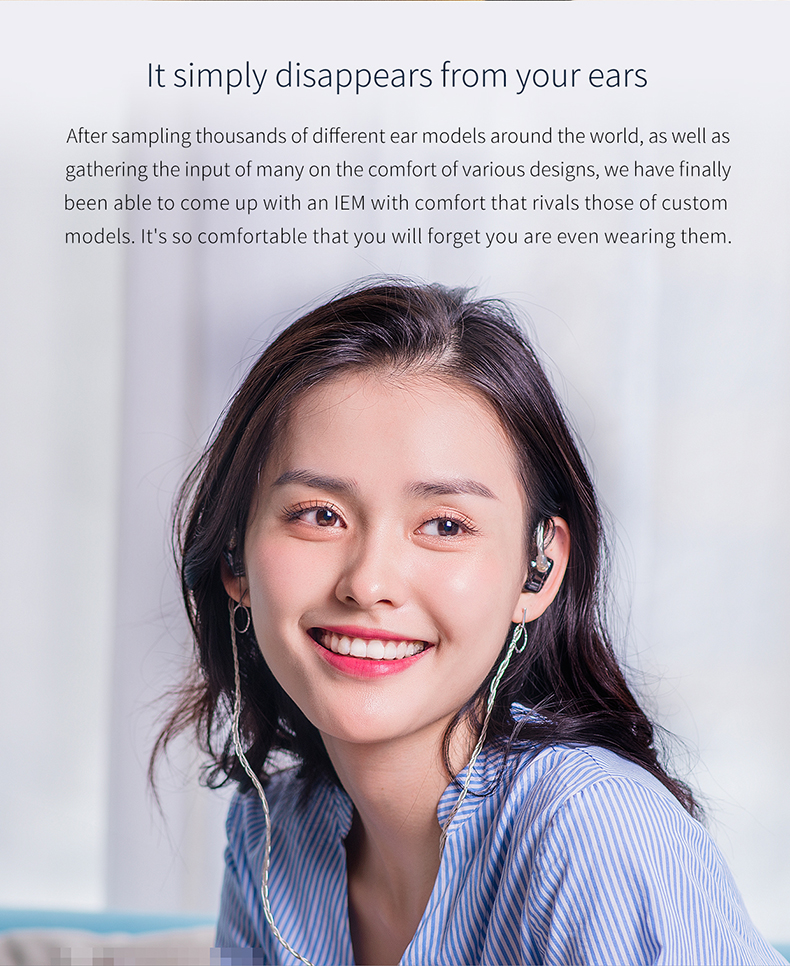 It simply disappears from your ears
After sampling thousands of different ear models around the world, as well as
gathering the input of many on the comfort of various designs, we have finally
been able to come up with an IEM with comfort that rivals those of custom
models. It's so comfortable that you will forget you are even wearing them.